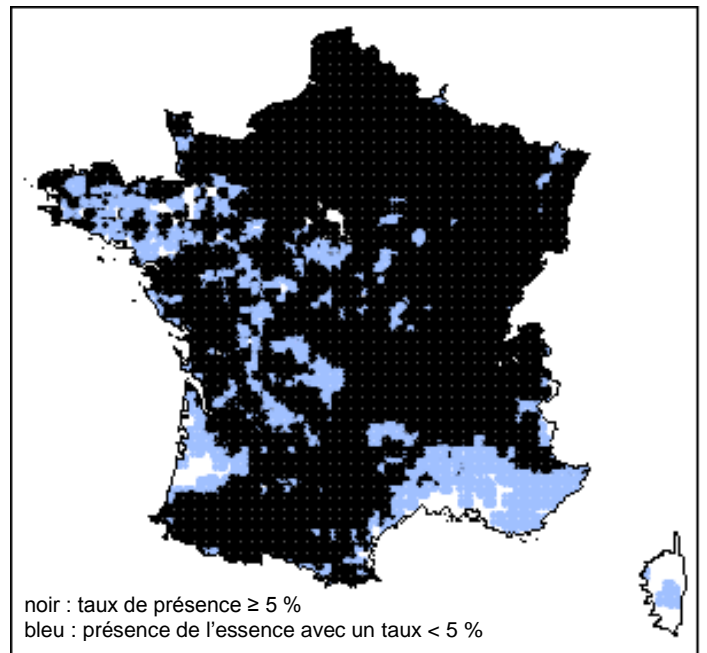 noir : taux de présence ≥ 5 %
bleu : présence de l’essence avec un taux < 5 %